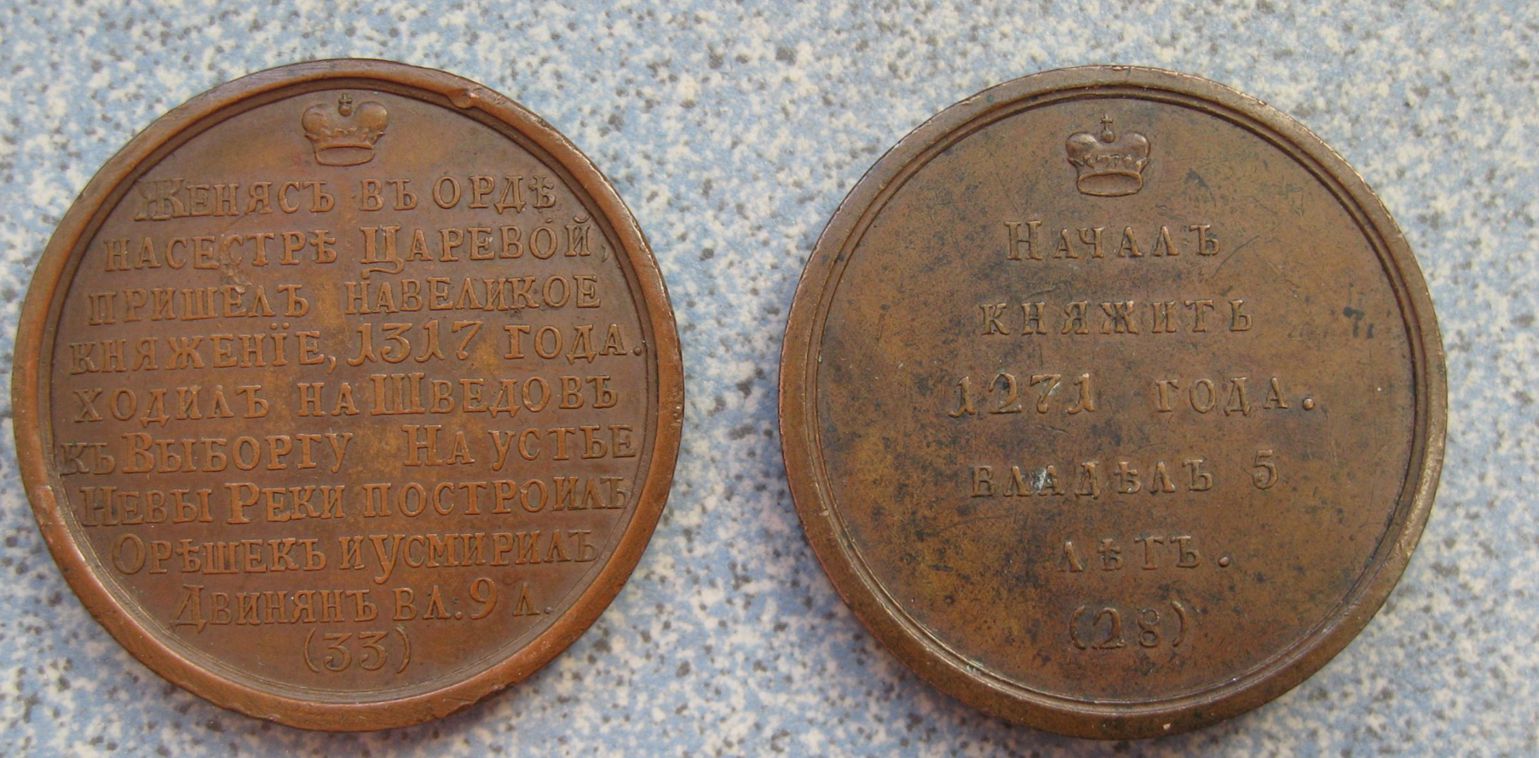 Женясъ въ Ордѣ
насестрѣ Царевой,
пришелъ навеликое
княженїе, 1317 года.
ходилъ на Шведовъ
къ Выборгу На устье
Невы Реки построилъ
Орѣшекъ и усмирилъ
Двинянъ вл. 9 л.
(33)
Началъ
княжить
1271 года.
владѣлъ 5
лѣтъ.
(28)